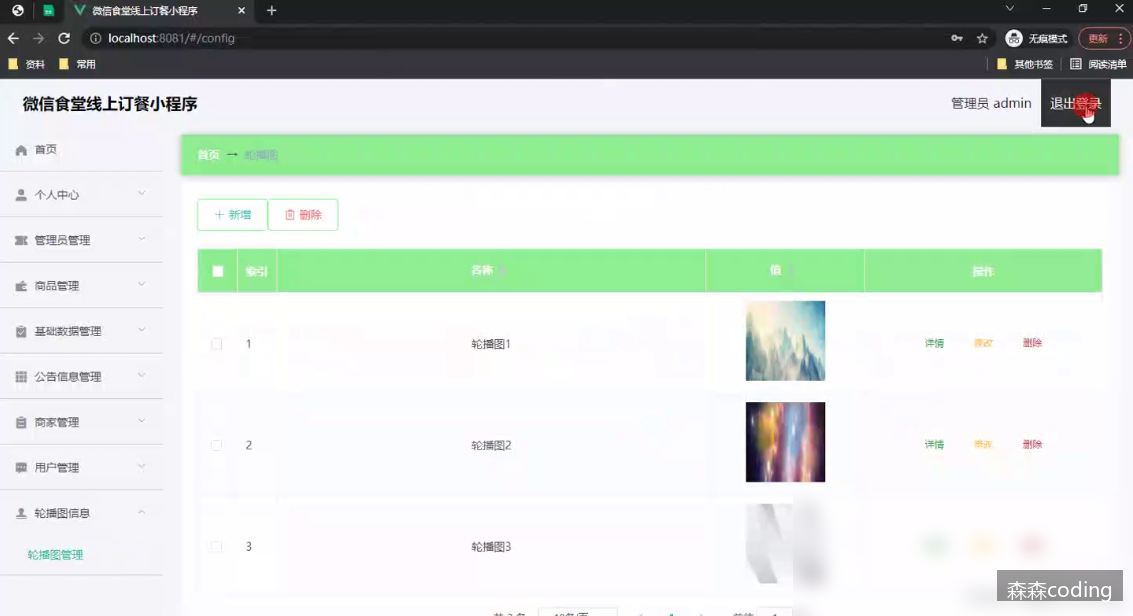 微信食堂线上订餐小程序
localhost:8081/#/config
无痕模式
更新
资料
常用
其他书签
阅读清单
微信食堂线上订餐小程序
管理员 admin
退出登录
首页
个人中心
管理员管理
商品管理
基础数据管理
公告信息管理
商家管理
用户管理
轮播图信息
轮播图管理
首页 → 轮播图
新增
删除
索引 名称 值 操作
1 轮播图1 详情 修改 删除
2 轮播图2 详情 修改 删除
3 轮播图3
森森coding